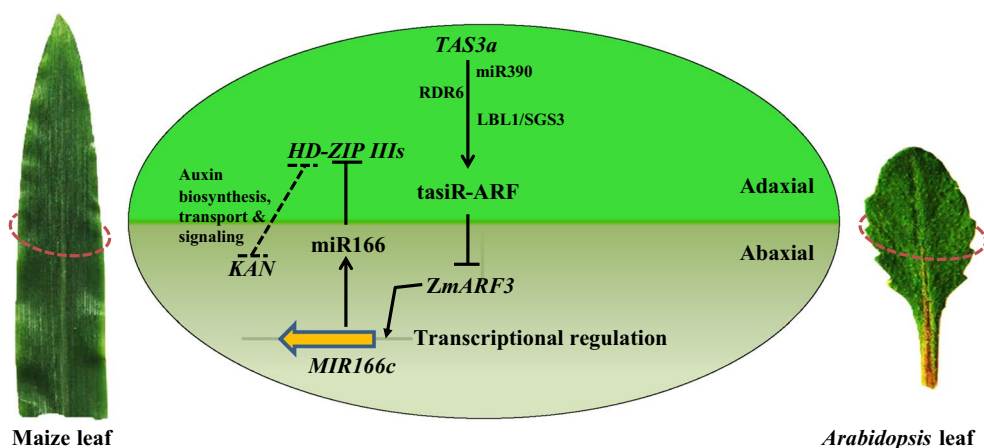 TAS3a
miR390
RDR6
LBL1/SGS3
HD-ZIP IIIs
Auxin
biosynthesis,
transport &
signaling
tasiR-ARF
Adaxial
miR166
Abaxial
KAN
ZmARF3
Transcriptional regulation
MIR166c
Maize leaf
Arabidopsis leaf